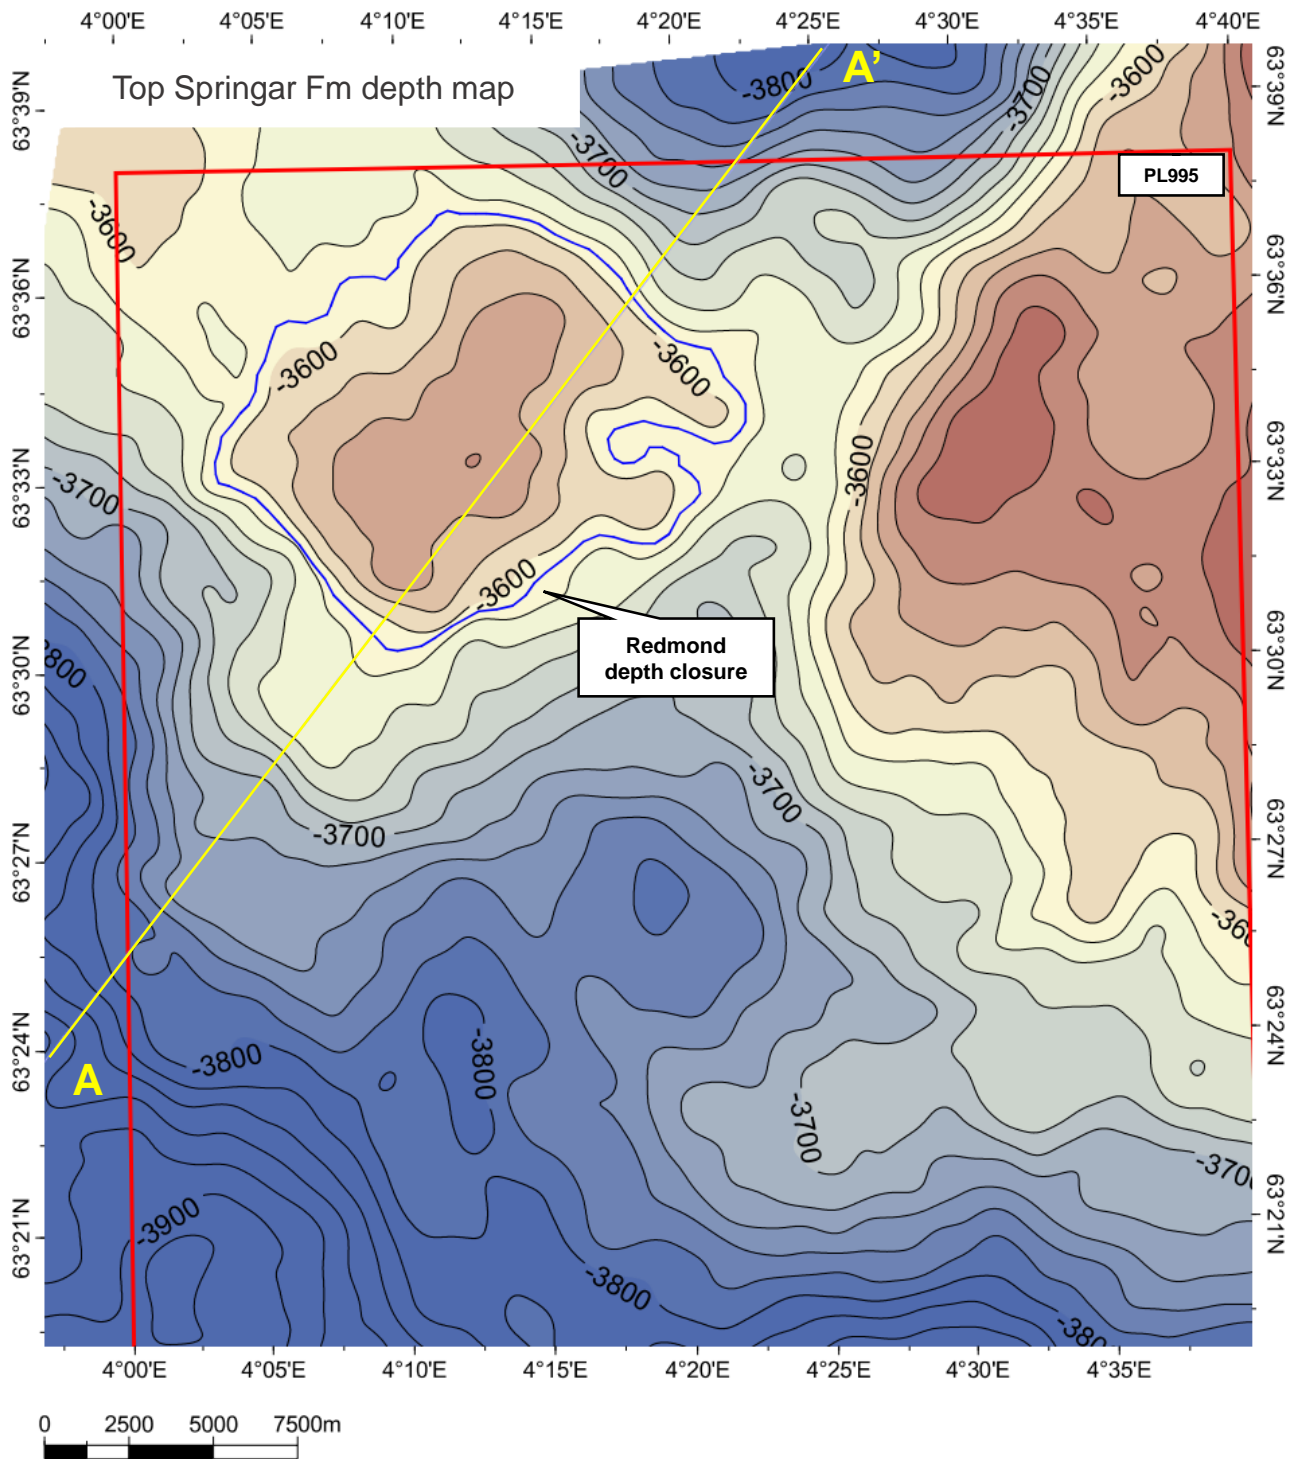 4°00'E 4°05'E 4°10'E 4°15'E 4°20'E 4°25'E 4°30'E 4°35'E 4°40'E
Top Springar Fm depth map
A'
-3800
-3700
-3600
63°39'N
63°39'N
-3700
PL995
-3600
63°36'N
63°36'N
-3600
-3600
-3600
63°33'N
63°33'N
-3700
-3600
Redmond
depth closure
63°30'N
63°30'N
3800
-3700
-3700
63°27'N
63°27'N
-360
63°24'N
63°24'N
-3800
-3800
A
-3700
-370
63°21'N
63°21'N
-3900
-3800
-380
4°00'E 4°05'E 4°10'E 4°15'E 4°20'E 4°25'E 4°30'E 4°35'E
0 2500 5000 7500m